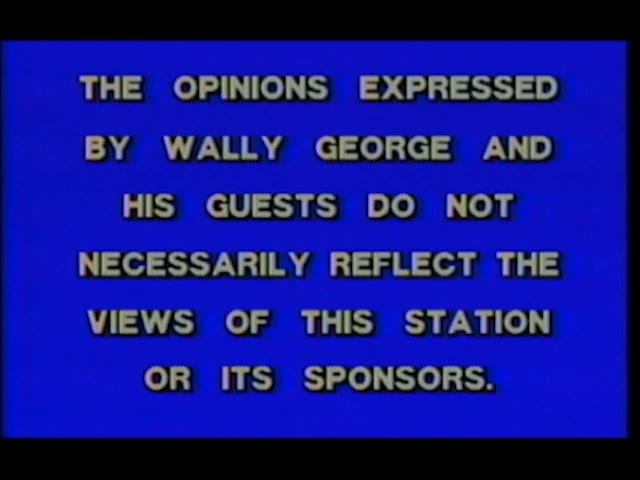 THE OPINIONS EXPRESSED
BY WALLY GEORGE AND
HIS GUESTS DO NOT
NECESSARILY REFLECT THE
VIEWS OF THIS STATION
OR ITS SPONSORS.